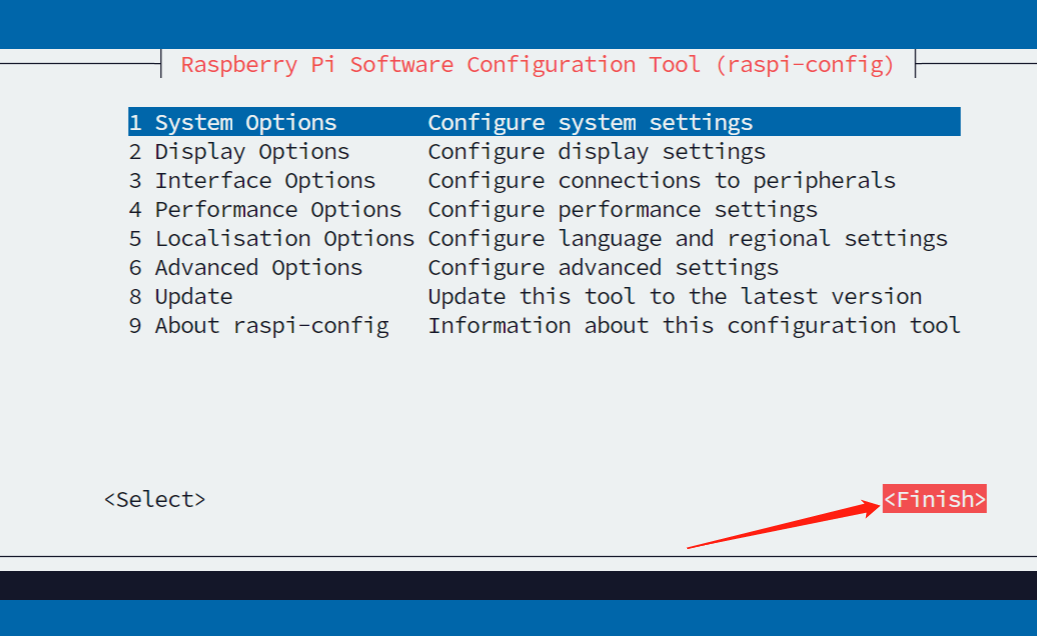 Raspberry Pi Software Configuration Tool (raspi-config)
1 System Options Configure system settings
2 Display Options Configure display settings
3 Interface Options Configure connections to peripherals
4 Performance Options Configure performance settings
5 Localisation Options Configure language and regional settings
6 Advanced Options Configure advanced settings
8 Update Update this tool to the latest version
9 About raspi-config Information about this configuration tool
<Select> <Finish>